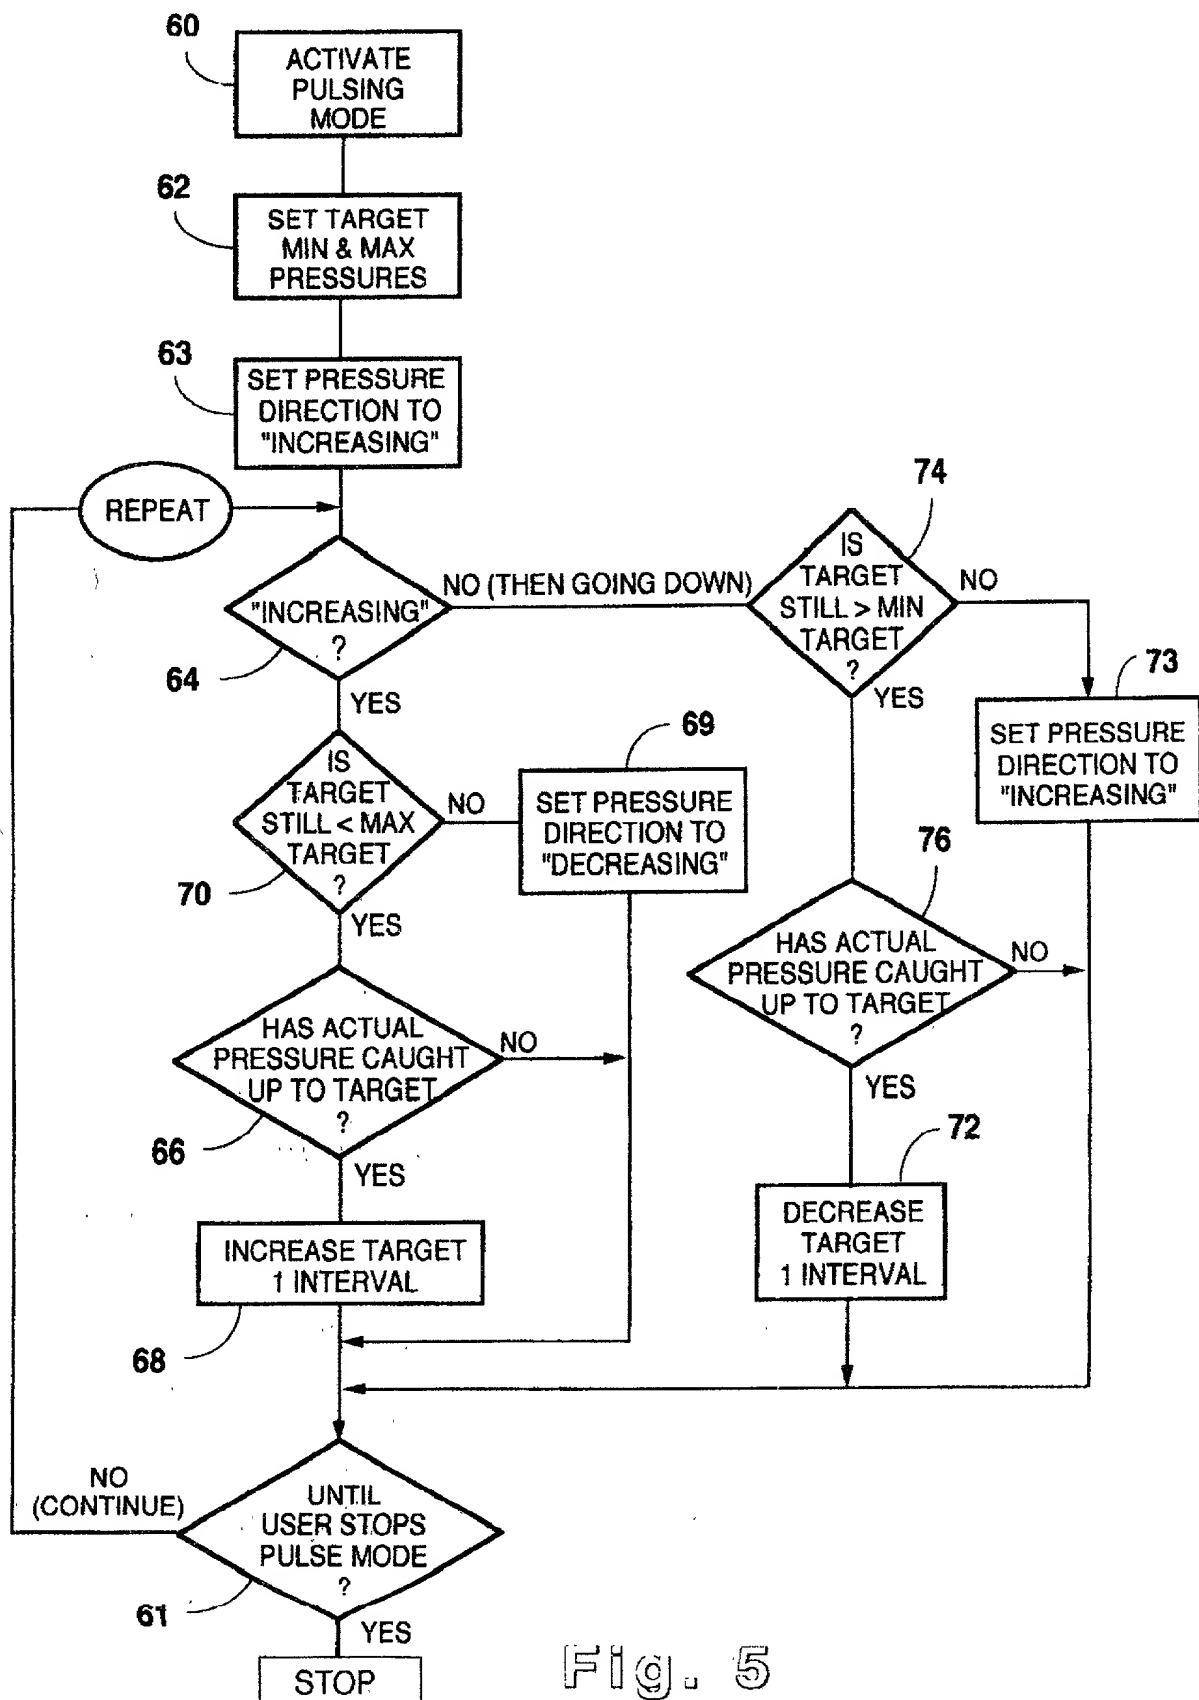 60
ACTIVATE
PULSING
MODE
62
SET TARGET
MIN & MAX
PRESSURES
63
SET PRESSURE
DIRECTION TO
"INCREASING"
REPEAT
"INCREASING"
?
64
NO (THEN GOING DOWN)
YES
74
IS
TARGET
STILL > MIN
TARGET
?
NO
YES
73
SET PRESSURE
DIRECTION TO
"INCREASING"
IS
TARGET
STILL < MAX
TARGET
?
70
NO
YES
69
SET PRESSURE
DIRECTION TO
"DECREASING"
76
HAS ACTUAL
PRESSURE CAUGHT
UP TO TARGET
?
NO
YES
HAS ACTUAL
PRESSURE CAUGHT
UP TO TARGET
?
66
NO
YES
72
DECREASE
TARGET
1 INTERVAL
INCREASE TARGET
1 INTERVAL
68
NO
(CONTINUE)
UNTIL
USER STOPS
PULSE MODE
?
61
YES
STOP
Fig. 5